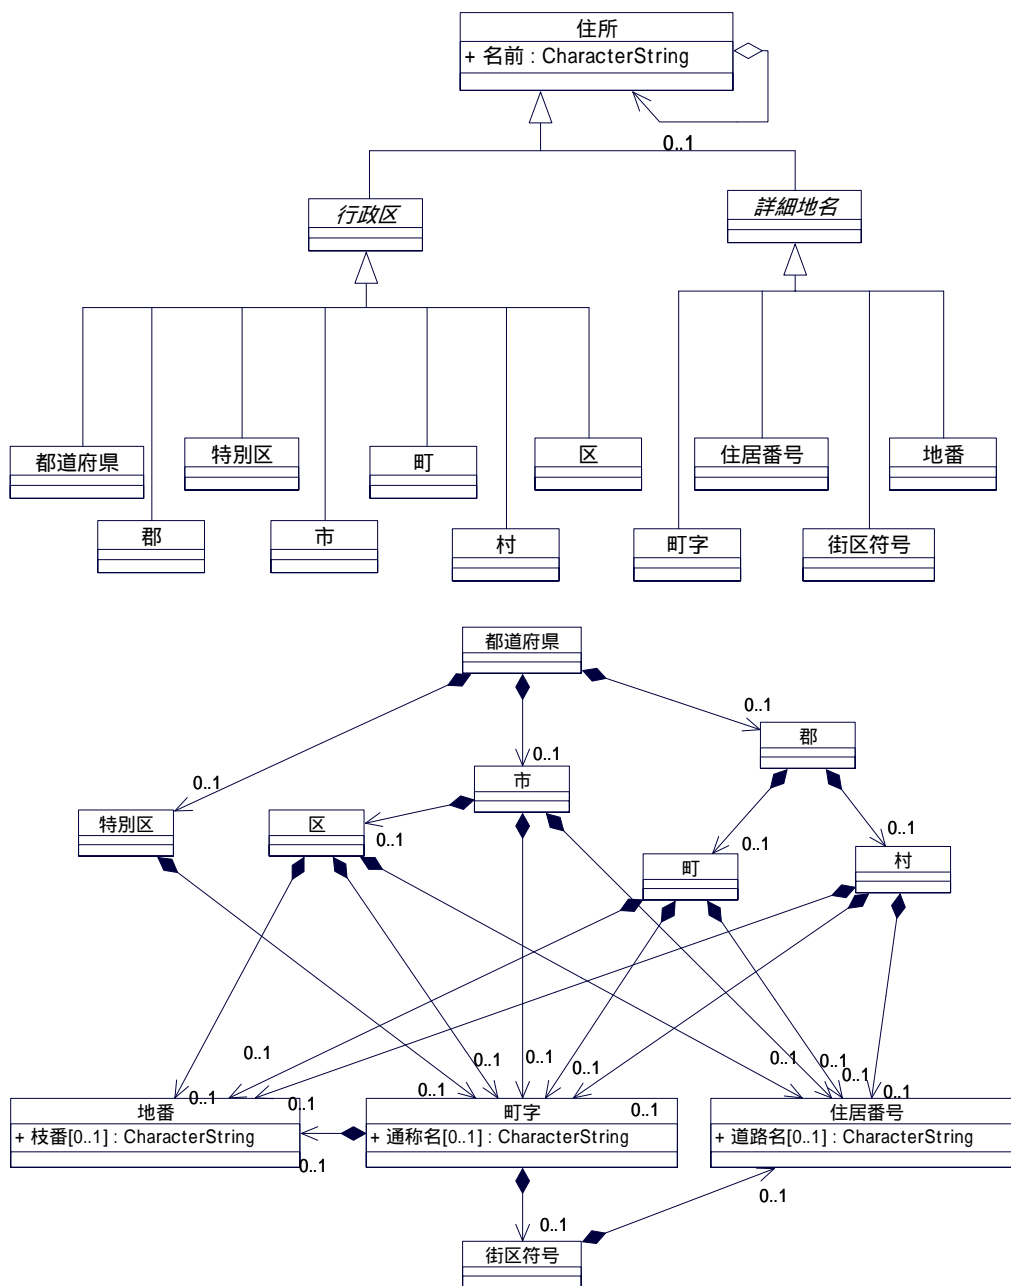 住所
+ 名前 : CharacterString
0..1
行政区
詳細地名
都道府県
特別区
町
区
住居番号
地番
郡
市
村
町字
街区符号
都道府県
0..1
郡
0..1
市
0..1
特別区
区
0..1
0..1
0..1
町
村
0..1
0..1
0..1
0..1
0..1
0..1
0..1
0..1
0..1
0..1
0..1
0..1
地番
+ 枝番[0..1] : CharacterString
町字
+ 通称名[0..1] : CharacterString
住居番号
+ 道路名[0..1] : CharacterString
0..1
0..1
0..1
街区符号